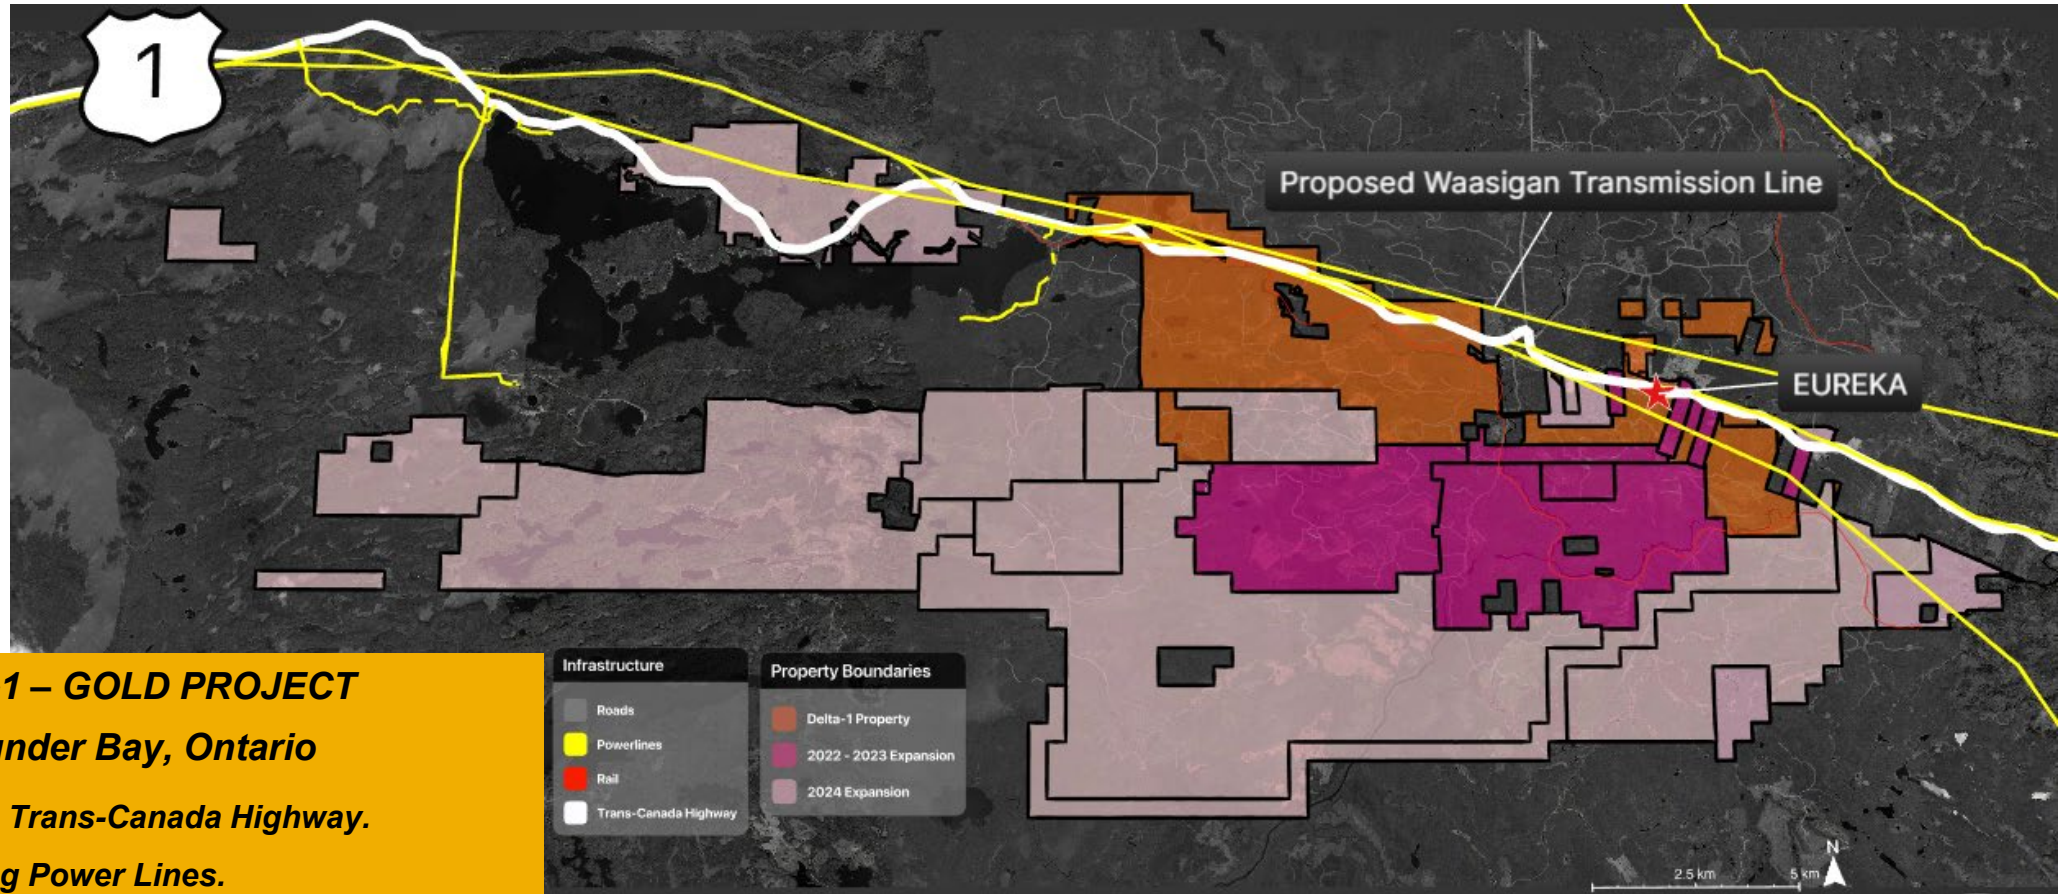 1
Proposed Waasigan Transmission Line
EUREKA
1 – GOLD PROJECT
under Bay, Ontario
Trans-Canada Highway.
g Power Lines.
Infrastructure
Roads
Powerlines
Rail
Trans-Canada Highway
Property Boundaries
Delta-1 Property
2022 - 2023 Expansion
2024 Expansion
N
2.5 km
5 km